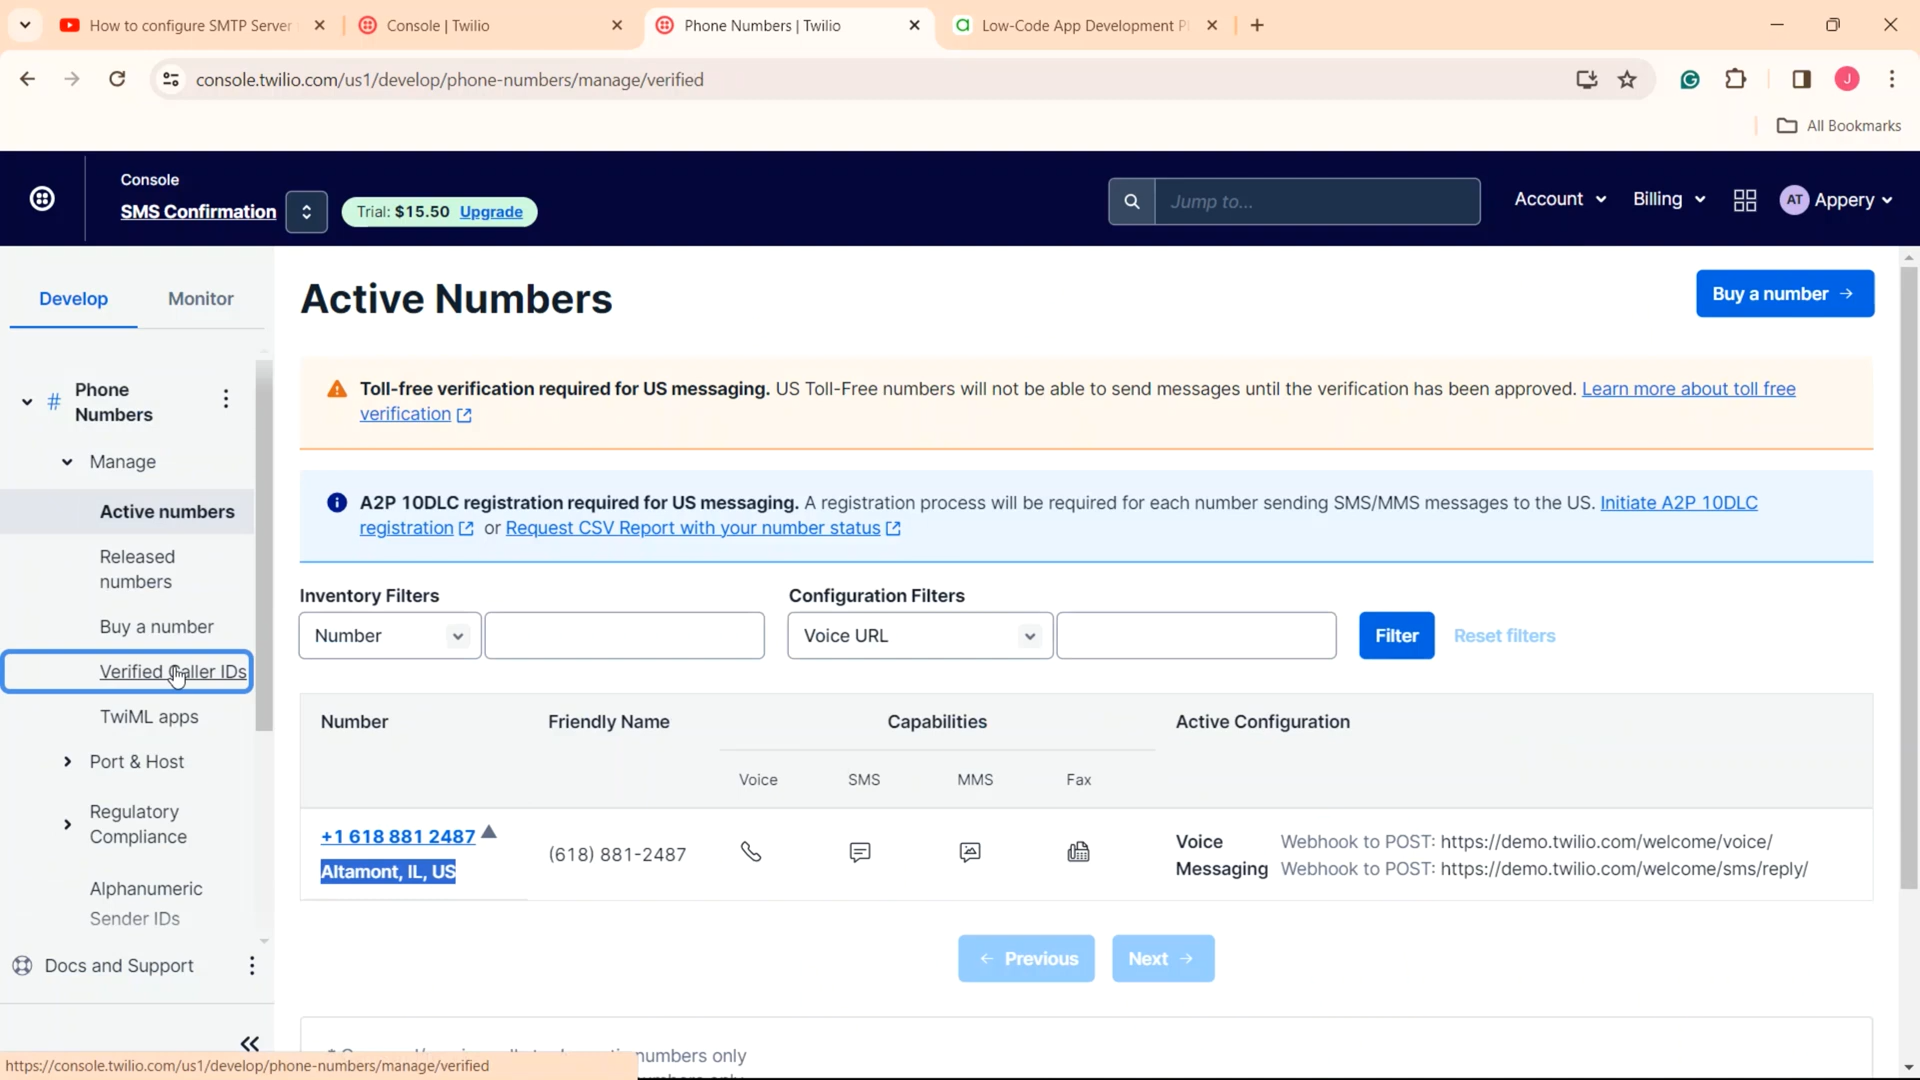 How to configure SMTP Server
Console | Twilio
Phone Numbers | Twilio
Low-Code App Development P
console.twilio.com/us1/develop/phone-numbers/manage/verified
J
All Bookmarks
Console
SMS Confirmation
Trial: $15.50 Upgrade
Jump to...
Account
Billing
AT
Appery
Develop
Monitor
Active Numbers
Buy a number →
Toll-free verification required for US messaging. US Toll-Free numbers will not be able to send messages until the verification has been approved. Learn more about toll free
verification
A2P 10DLC registration required for US messaging. A registration process will be required for each number sending SMS/MMS messages to the US. Initiate A2P 10DLC
registration or Request CSV Report with your number status
# Phone
Numbers
Manage
Active numbers
Released
numbers
Buy a number
Verified Caller IDs
TwiML apps
Port & Host
Regulatory
Compliance
Alphanumeric
Sender IDs
Docs and Support
Inventory Filters
Configuration Filters
Number
Voice URL
Filter
Reset filters
Number
Friendly Name
Capabilities
Active Configuration
Voice
SMS
MMS
Fax
+1 618 881 2487
Altamont, IL, US
(618) 881-2487
Voice Webhook to POST: https://demo.twilio.com/welcome/voice/
Messaging Webhook to POST: https://demo.twilio.com/welcome/sms/reply/
← Previous
Next →
numbers only
https://console.twilio.com/us1/develop/phone-numbers/manage/verified